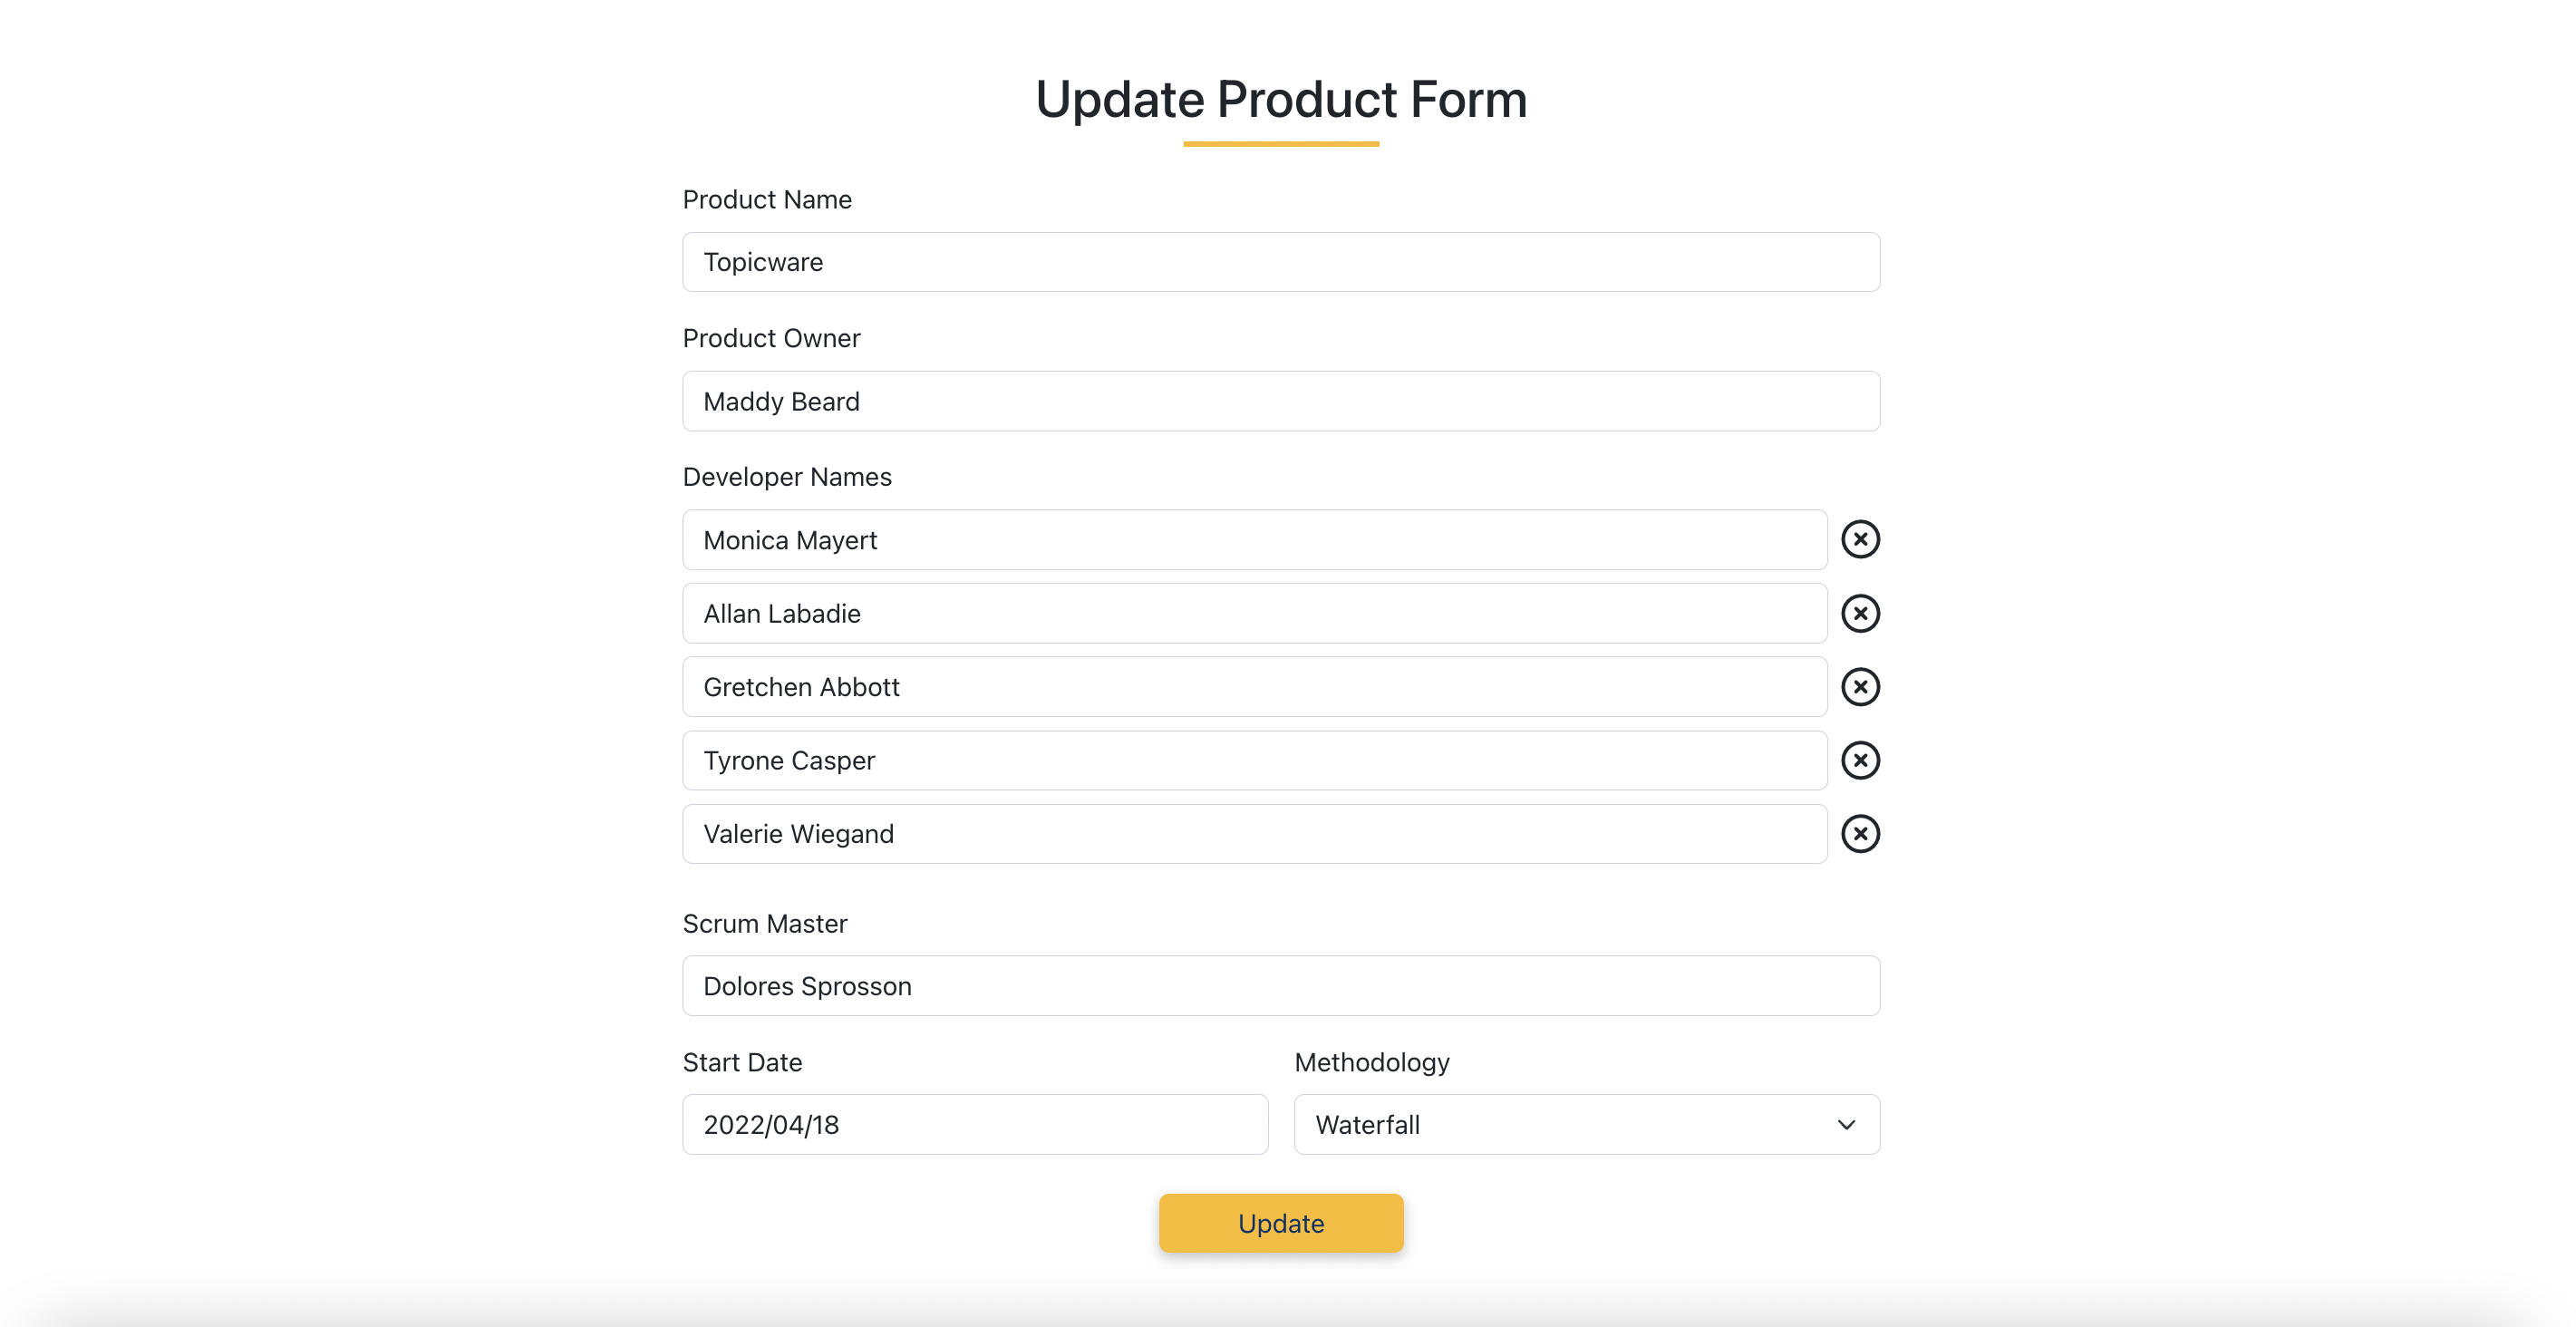 Update Product Form
Product Name
Topicware
Product Owner
Maddy Beard
Developer Names
Monica Mayert
Allan Labadie
Gretchen Abbott
Tyrone Casper
Valerie Wiegand
Scrum Master
Dolores Sprosson
Start Date
2022/04/18
Methodology
Waterfall
Update